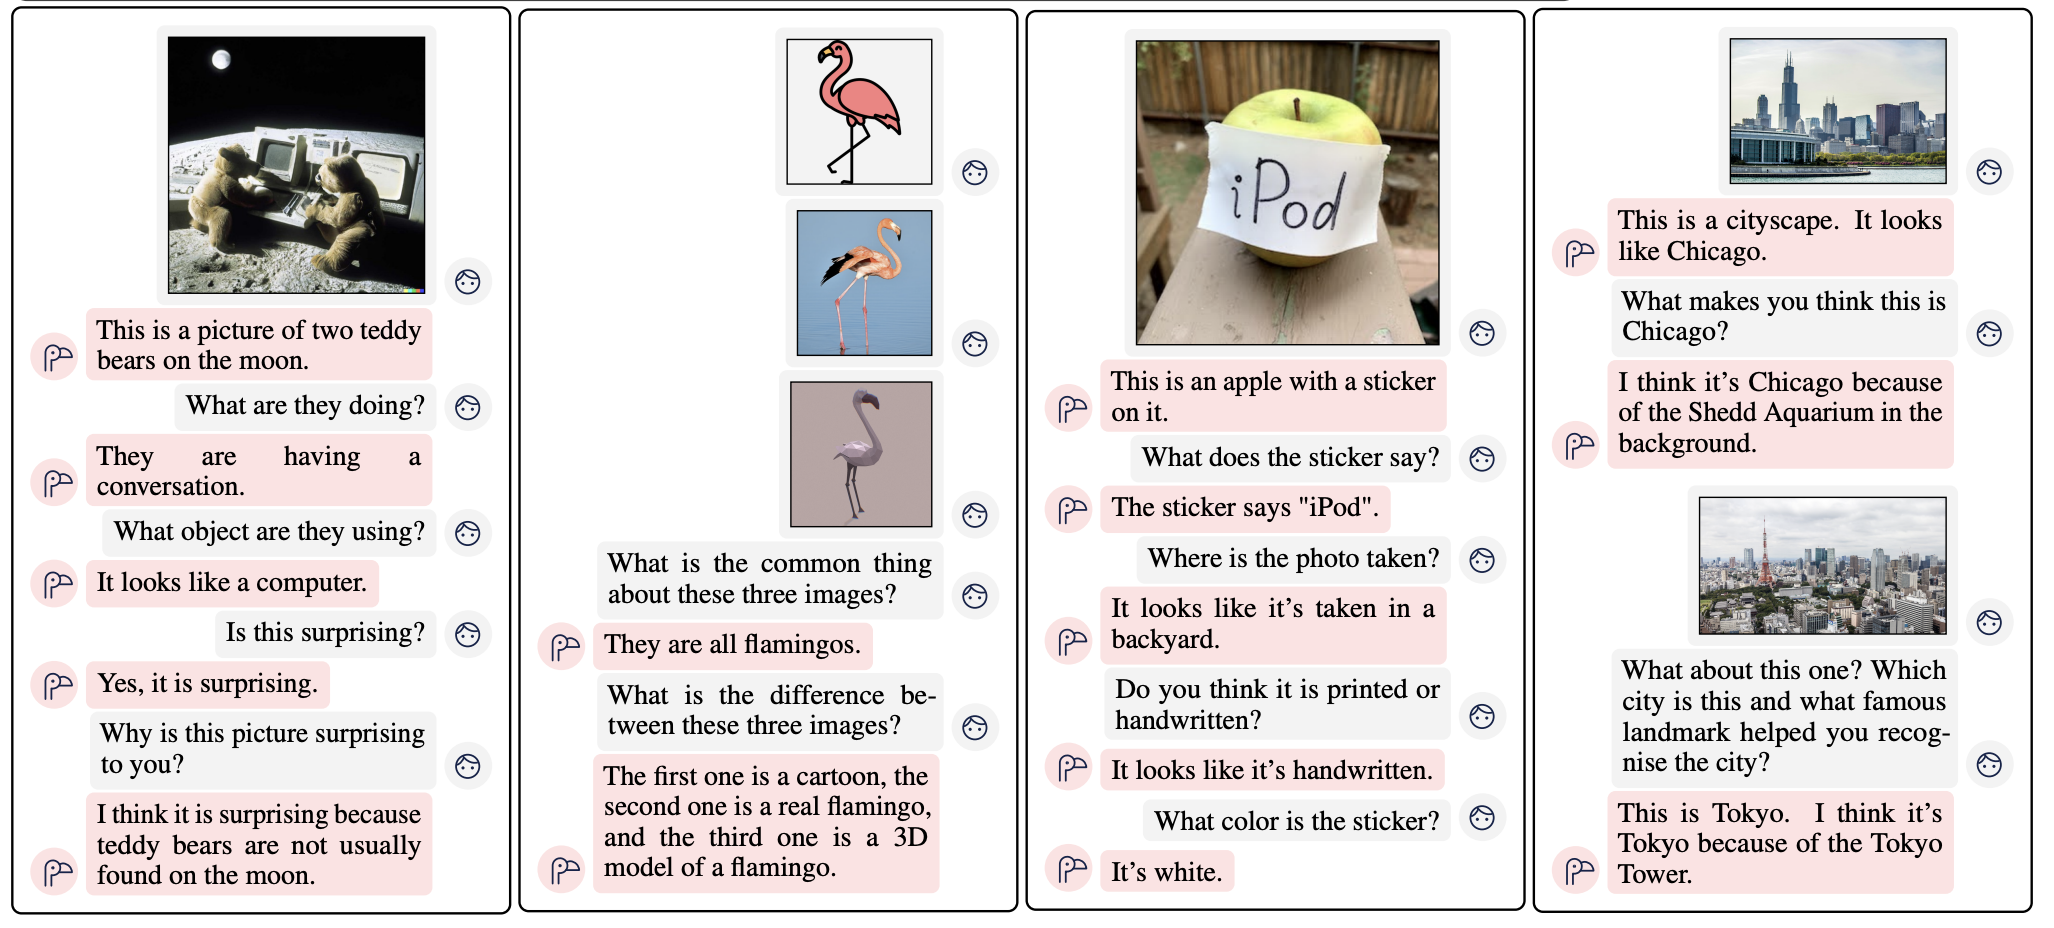 This is a picture of two teddy
bears on the moon.
What are they doing?
They are having a
conversation.
What object are they using?
It looks like a computer.
Is this surprising?
Yes, it is surprising.
Why is this picture surprising
to you?
I think it is surprising because
teddy bears are not usually
found on the moon.
What is the common thing
about these three images?
They are all flamingos.
What is the difference be-
tween these three images?
The first one is a cartoon, the
second one is a real flamingo,
and the third one is a 3D
model of a flamingo.
iPod
This is an apple with a sticker
on it.
What does the sticker say?
The sticker says "iPod".
Where is the photo taken?
It looks like it’s taken in a
backyard.
Do you think it is printed or
handwritten?
It looks like it’s handwritten.
What color is the sticker?
It’s white.
This is a cityscape. It looks
like Chicago.
What makes you think this is
Chicago?
I think it’s Chicago because
of the Shedd Aquarium in the
background.
What about this one? Which
city is this and what famous
landmark helped you recog-
nise the city?
This is Tokyo. I think it’s
Tokyo because of the Tokyo
Tower.